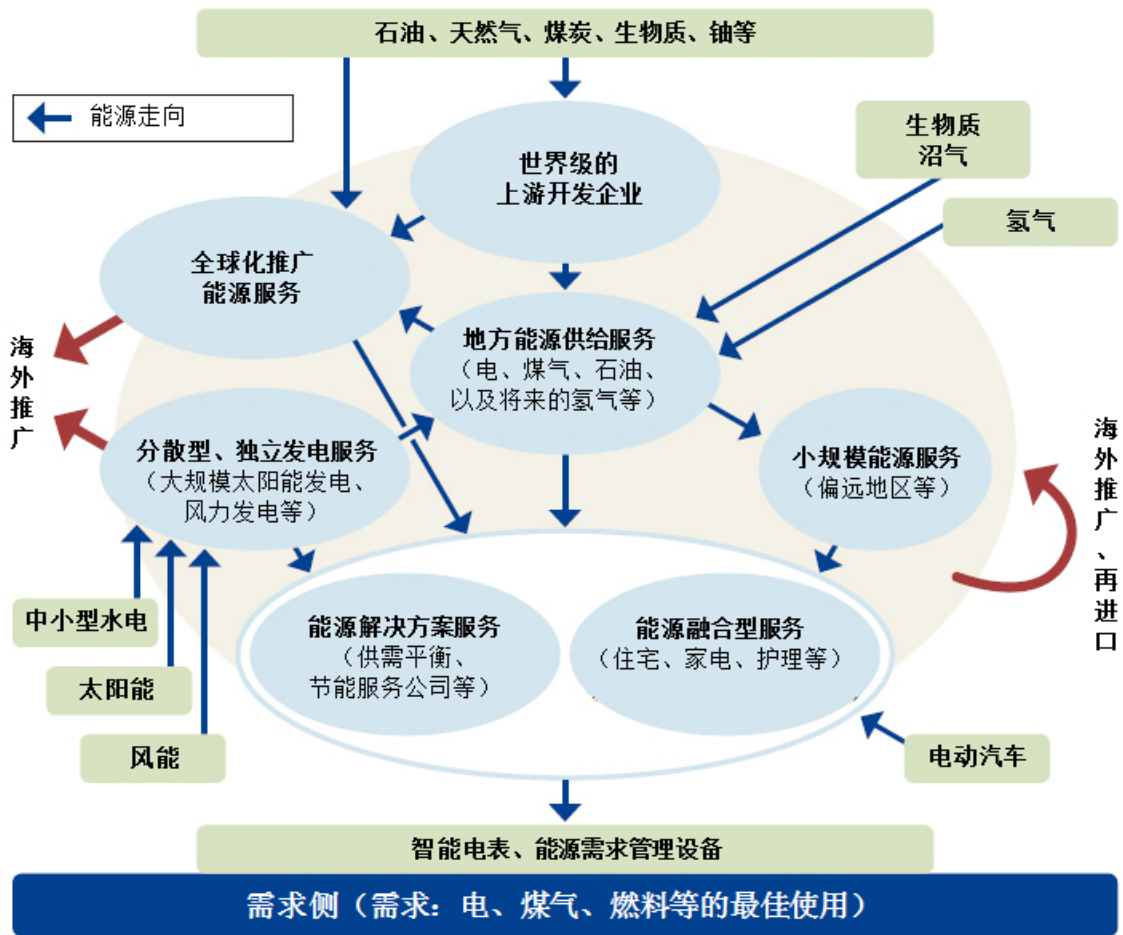 石油、天然气、煤炭、生物质、铀等
能源走向
生物质
沼气
世界级的
上游开发企业
氢气
全球化推广
能源服务
地方能源供给服务
（电、煤气、石油、
以及将来的氢气等）
海外推广
分散型、独立发电服务
（大规模太阳能发电、
风力发电等）
小规模能源服务
（偏远地区等）
海外推广、再进口
中小型水电
太阳能
风能
能源解决方案服务
（供需平衡、
节能服务公司等）
能源融合型服务
（住宅、家电、护理等）
电动汽车
智能电表、能源需求管理设备
需求侧（需求：电、煤气、燃料等的最佳使用）